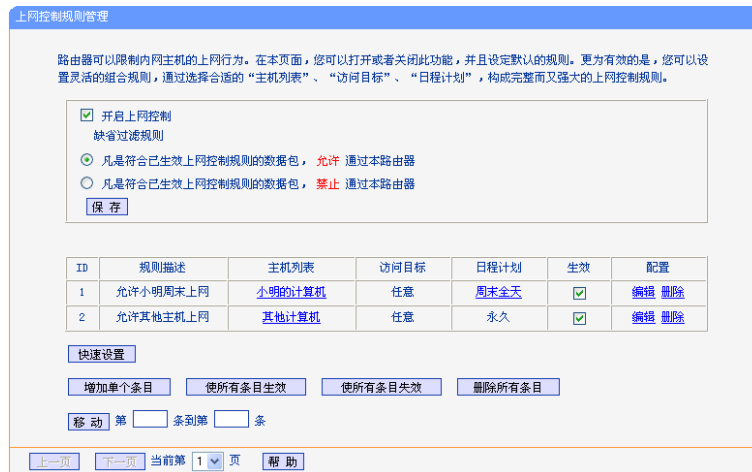 上网控制规则管理
路由器可以限制内网主机的上网行为。在本页面，您可以打开或者关闭此功能，并且设定默认的规则。更为有效的是，您可以设
置灵活的组合规则，通过选择合适的“主机列表”、“访问目标”、“日程计划”，构成完整而又强大的上网控制规则。
开启上网控制
缺省过滤规则
凡是符合已生效上网控制规则的数据包， 允许 通过本路由器
凡是符合已生效上网控制规则的数据包， 禁止 通过本路由器
保 存
ID 规则描述 主机列表 访问目标 日程计划 生效 配置
1 允许小明周末上网 小明的计算机 任意 周末全天 编辑 删除
2 允许其他主机上网 其他计算机 任意 永久 编辑 删除
快速设置
增加单个条目 使所有条目生效 使所有条目失效 删除所有条目
移 动 第 条到第 条
上一页 下一页 当前第 1 页 帮 助